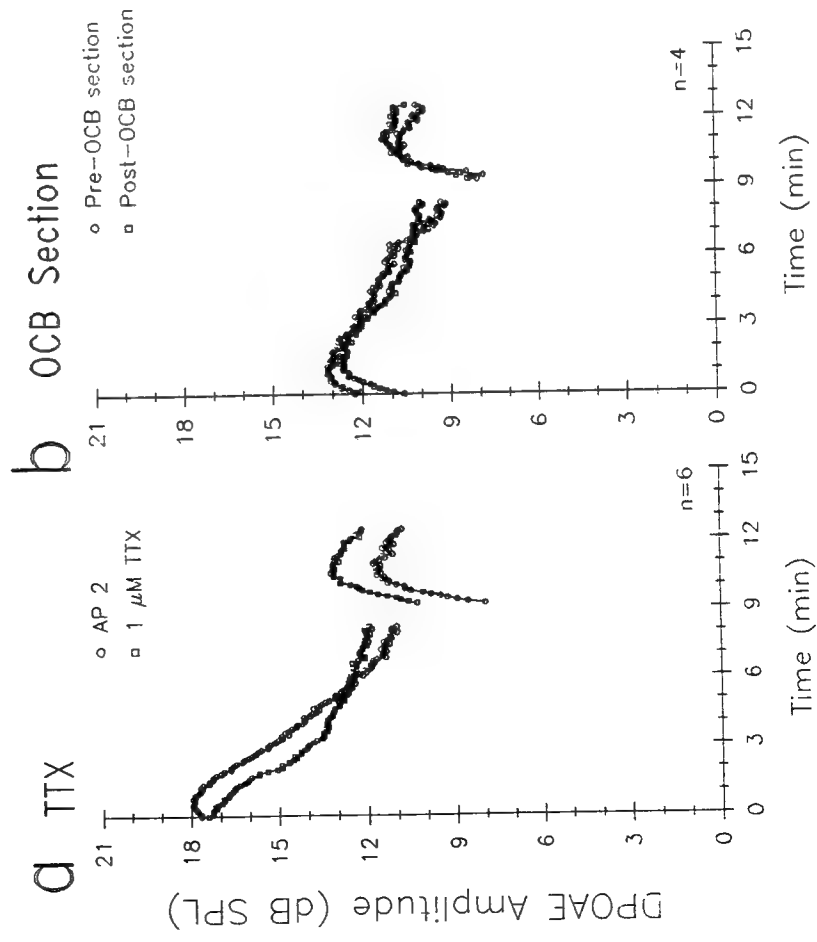 a TTX
○ AP 2
□ 1 μM TTX
DPOAE Amplitude (dB SPL)
21
18
15
12
9
6
3
0
0 3 6 9 12 15
n=6
Time (min)
b OCB Section
○ Pre-OCB section
□ Post-OCB section
21
18
15
12
9
6
3
0
0 3 6 9 12 15
n=4
Time (min)